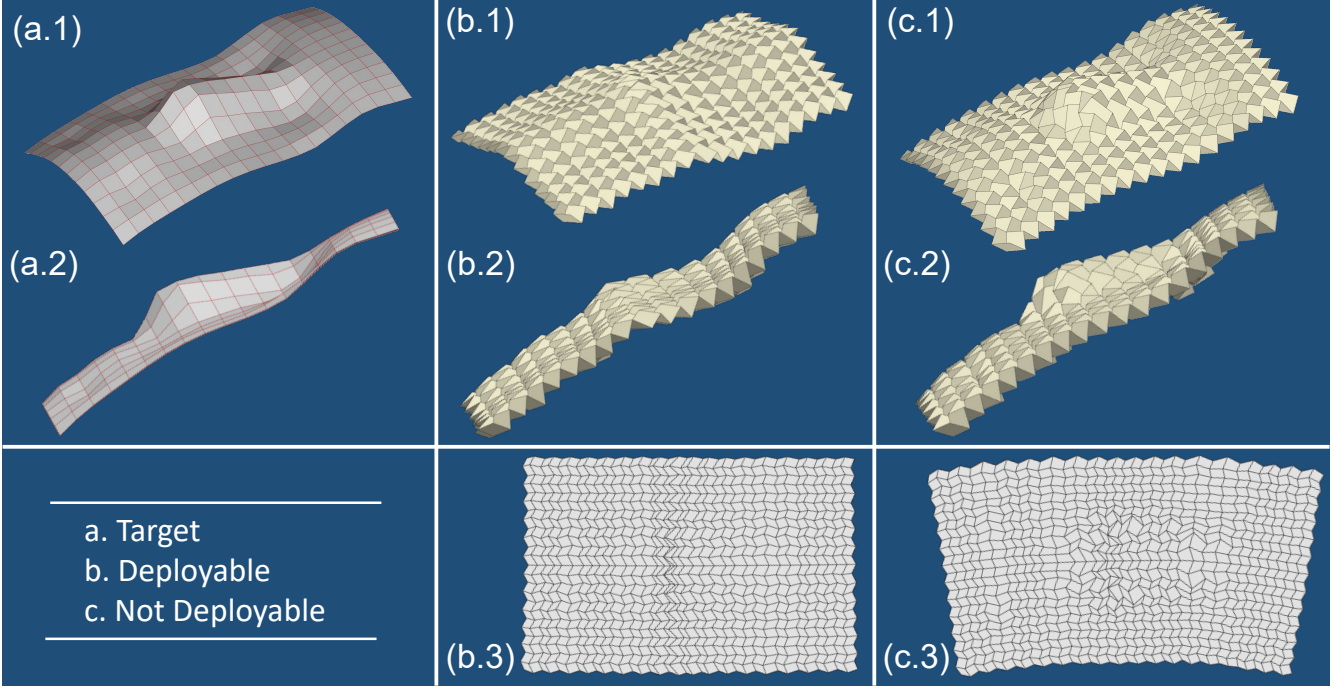 (a.1)
(b.1)
(c.1)
(a.2)
(b.2)
(c.2)
a. Target
b. Deployable
c. Not Deployable
(b.3)
(c.3)